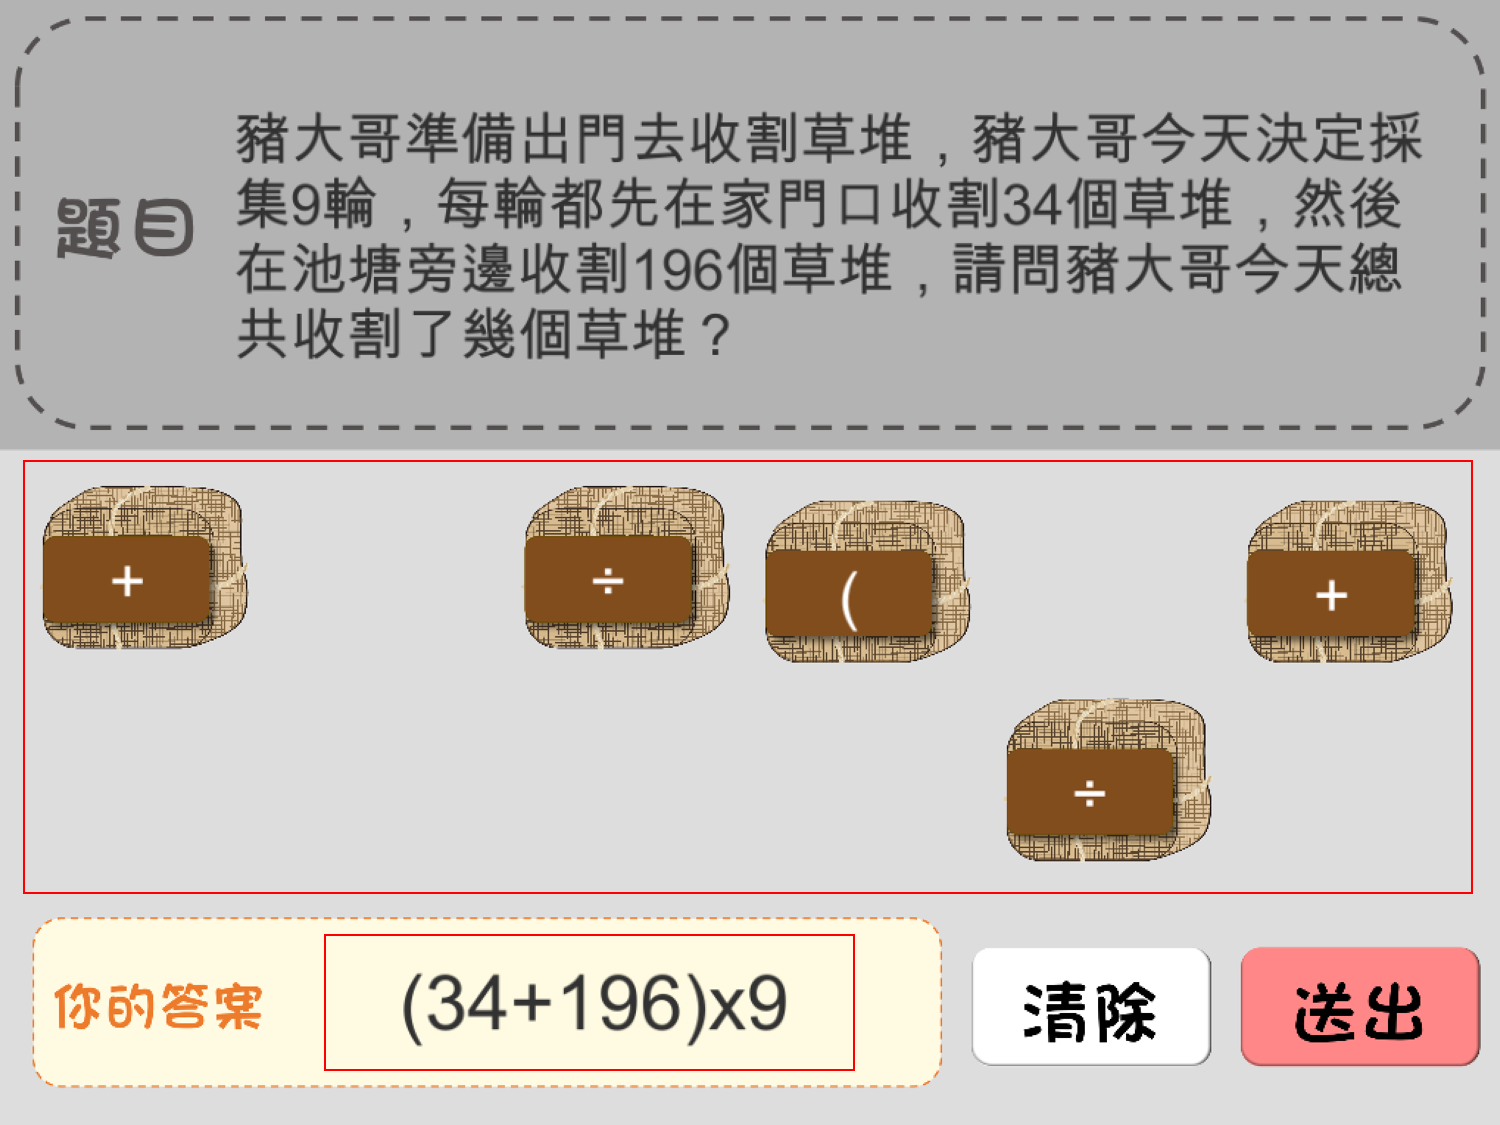 題目
豬大哥準備出門去收割草堆，豬大哥今天決定採
集9輪，每輪都先在家門口收割34個草堆，然後
在池塘旁邊收割196個草堆，請問豬大哥今天總
共收割了幾個草堆？
+
÷
(
+
÷
你的答案
(34+196)x9
清除
送出